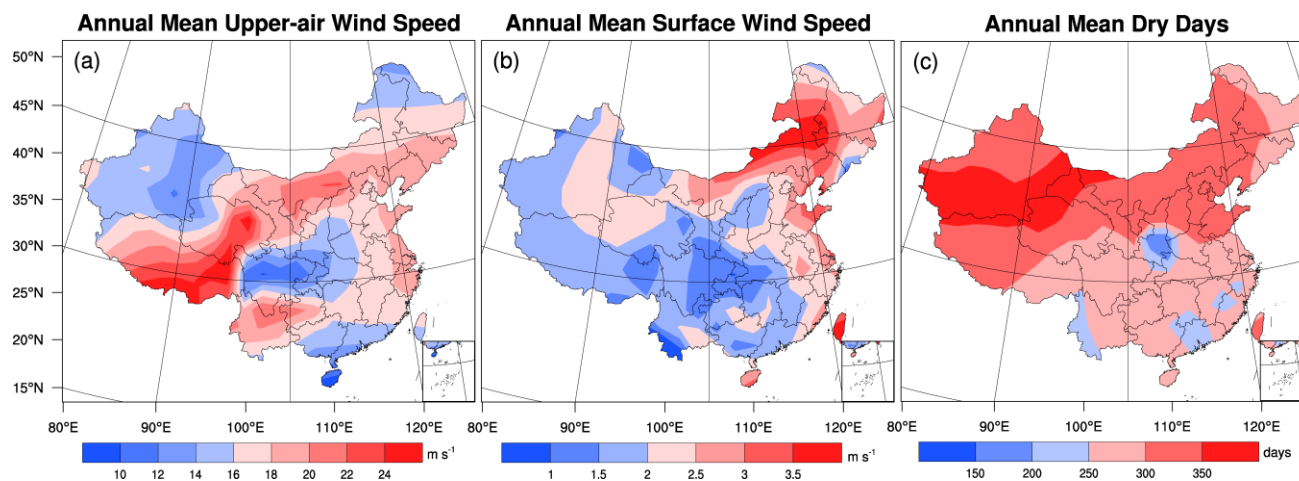 Annual Mean Upper-air Wind Speed
Annual Mean Surface Wind Speed
Annual Mean Dry Days
(a)
(b)
(c)
50°N
45°N
40°N
35°N
30°N
25°N
20°N
15°N
80°E 90°E 100°E 110°E 120°E
80°E 90°E 100°E 110°E 120°E
80°E 90°E 100°E 110°E 120°E
10 12 14 16 18 20 22 24 m s⁻¹
1 1.5 2 2.5 3 3.5 m s⁻¹
150 200 250 300 350 days